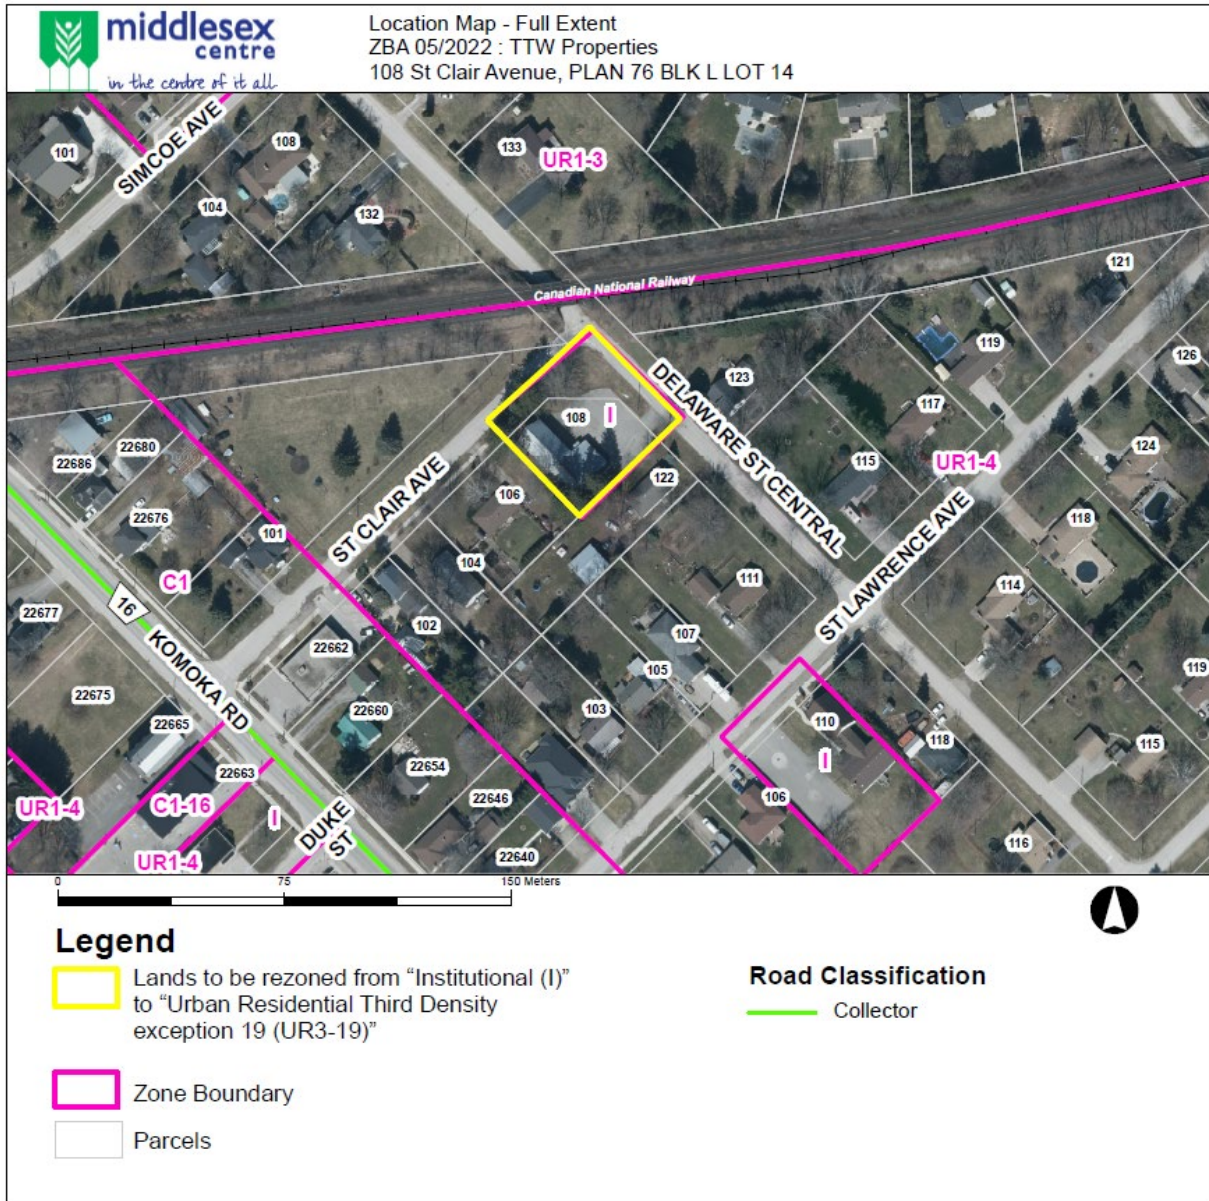 middlesex
centre
in the centre of it all
Location Map - Full Extent
ZBA 05/2022 : TTW Properties
108 St Clair Avenue, PLAN 76 BLK L LOT 14
101
SIMCOE AVE
108
133
UR1-3
104
132
Canadian National Railway
121
119
126
DELAWARE ST CENTRAL
123
108
I
117
22680
22686
124
UR1-4
115
122
ST CLAIR AVE
106
22676
101
118
104
C1
111
114
ST LAWRENCE AVE
16
22677
102
107
22662
KOMOKA RD
105
119
22675
22660
103
22665
110
118
115
I
22654
22663
106
22646
UR1-4
C1-16
I
DUKE
ST
116
22640
UR1-4
0
75
150 Meters
Legend
Lands to be rezoned from “Institutional (I)”
to “Urban Residential Third Density
exception 19 (UR3-19)”
Zone Boundary
Parcels
Road Classification
Collector